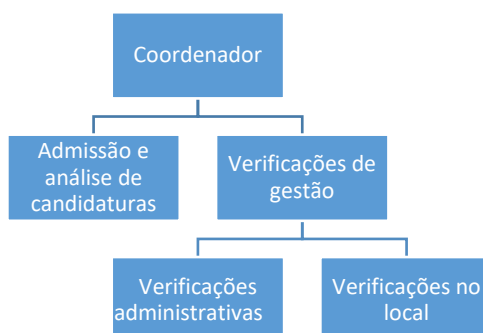 Coordenador
Admissão e
análise de
candidaturas
Verificações de
gestão
Verificações
administrativas
Verificações no
local